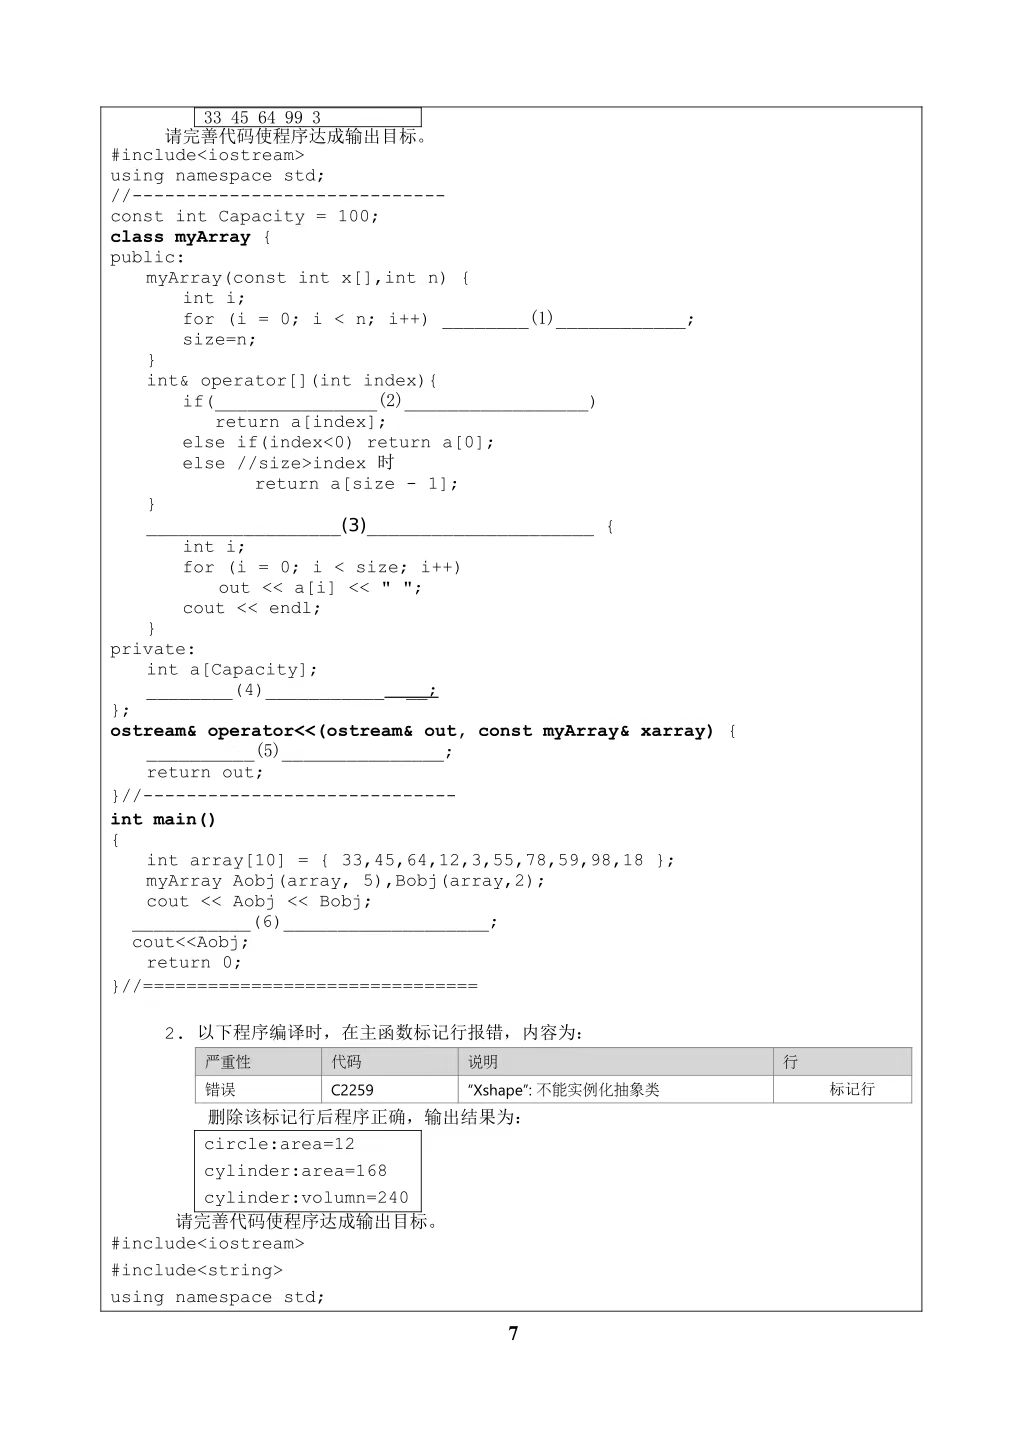 33 45 64 99 3
请完善代码使程序达成输出目标。
#include<iostream>
using namespace std;
//-----------------------------
const int Capacity = 100;
class myArray {
public:
myArray(const int x[],int n) {
int i;
for (i = 0; i < n; i++) ________(1)____________;
size=n;
}
int& operator[](int index){
if(_______________(2)_________________)
return a[index];
else if(index<0) return a[0];
else //size>index 时
return a[size - 1];
}
__________________(3)_____________________ {
int i;
for (i = 0; i < size; i++)
out << a[i] << " ";
cout << endl;
}
private:
int a[Capacity];
________(4)_______________;
};
ostream& operator<<(ostream& out, const myArray& xarray) {
__________(5)_______________;
return out;
}//-----------------------------
int main()
{
int array[10] = { 33,45,64,12,3,55,78,59,98,18 };
myArray Aobj(array, 5),Bobj(array,2);
cout << Aobj << Bobj;
___________(6)___________________;
cout<<Aobj;
return 0;
}//===============================
2. 以下程序编译时，在主函数标记行报错，内容为：
严重性 代码 说明 行
错误 C2259 “Xshape”: 不能实例化抽象类 标记行
删除该标记行后程序正确，输出结果为：
circle:area=12
cylinder:area=168
cylinder:volumn=240
请完善代码使程序达成输出目标。
#include<iostream>
#include<string>
using namespace std;
7